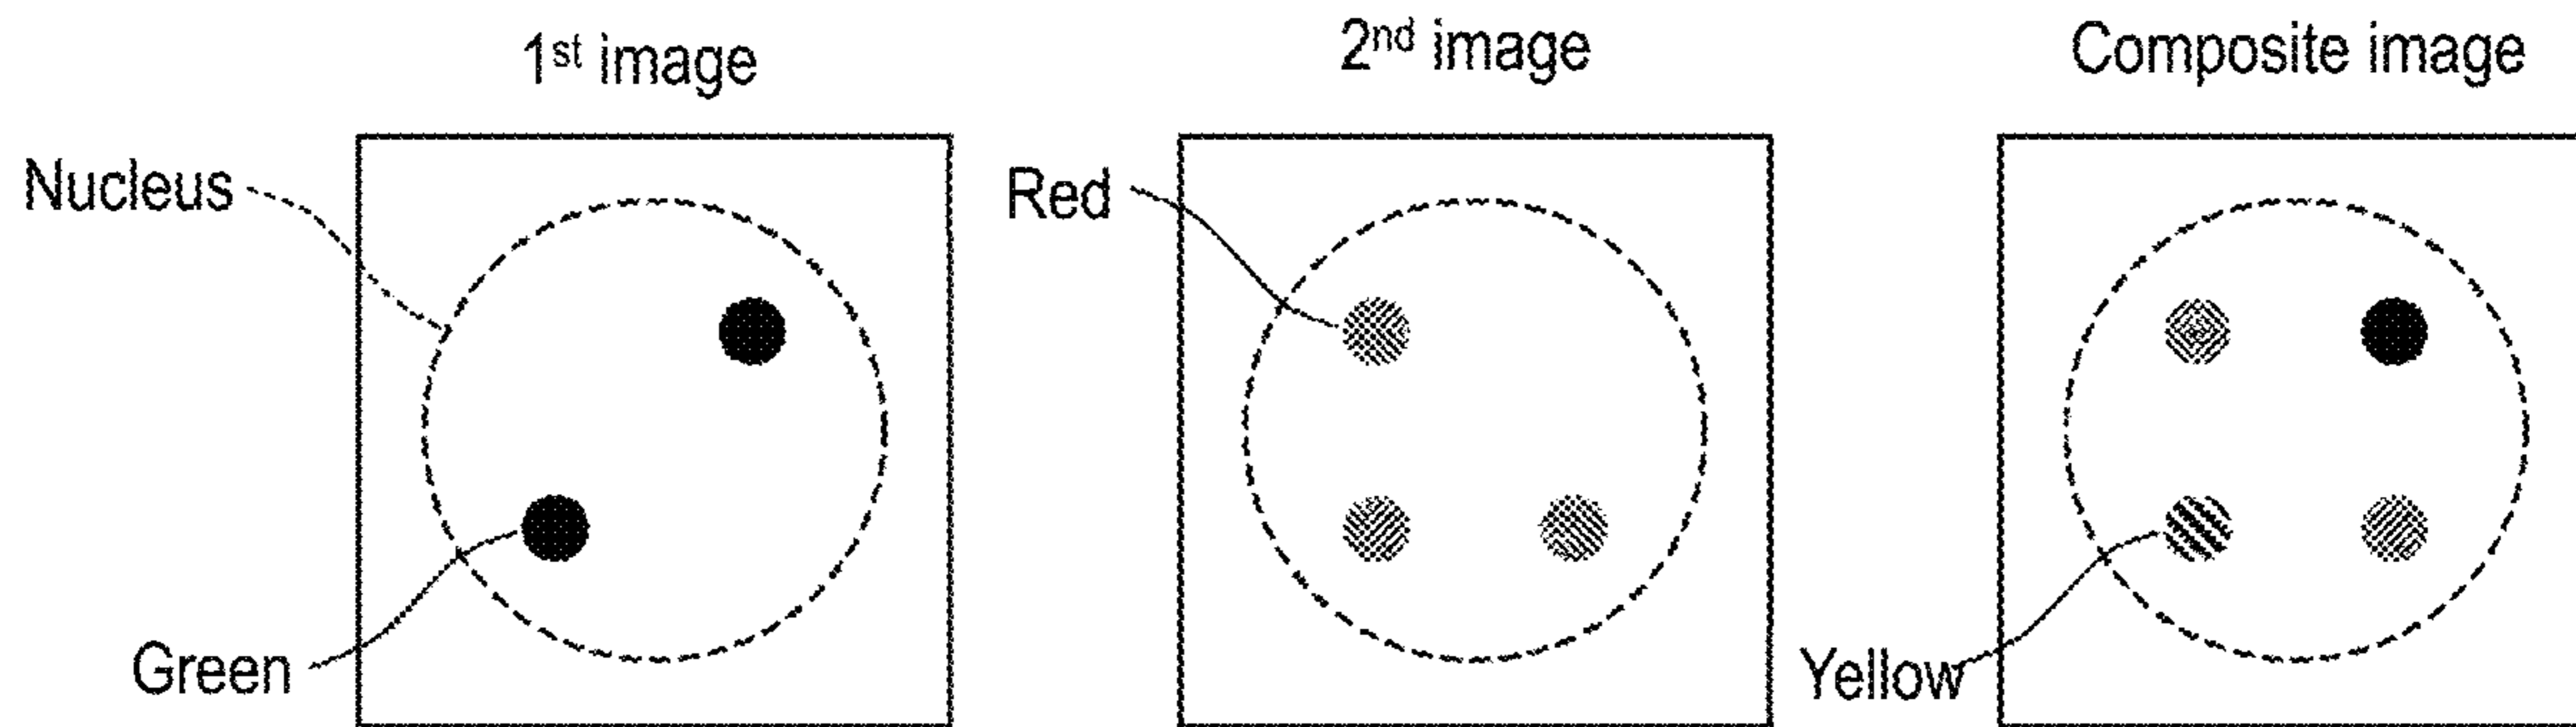 1st image
2nd image
Composite image
Nucleus
Red
Green
Yellow